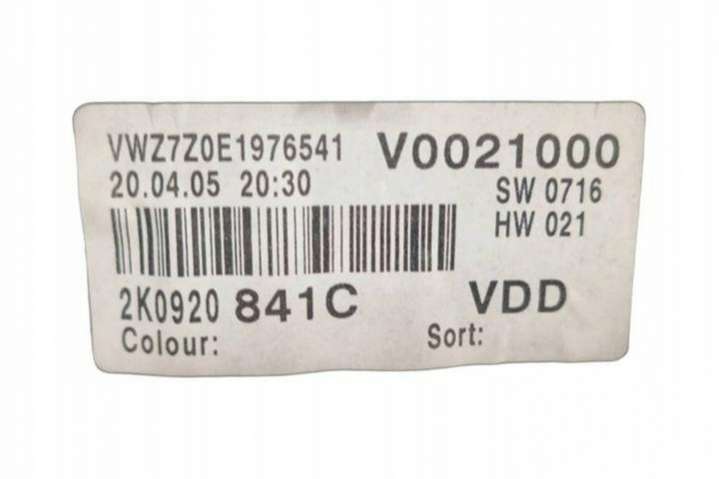 VWZ7Z0E1976541 V0021000
20.04.05 20:30 SW 0716
HW 021
2K0920 841C VDD
Colour: Sort: